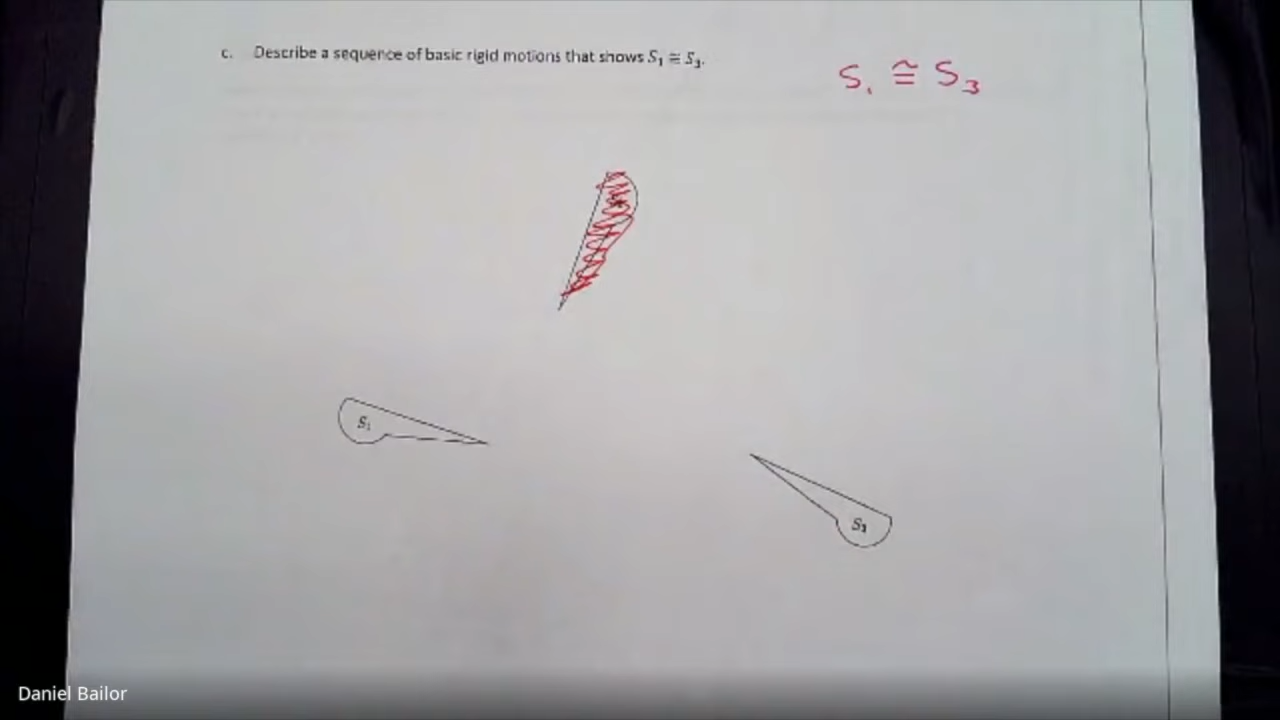 c. Describe a sequence of basic rigid motions that shows S₁ ≅ S₃.
S₁ ≅ S₃
S₁
S₃
Daniel Bailor